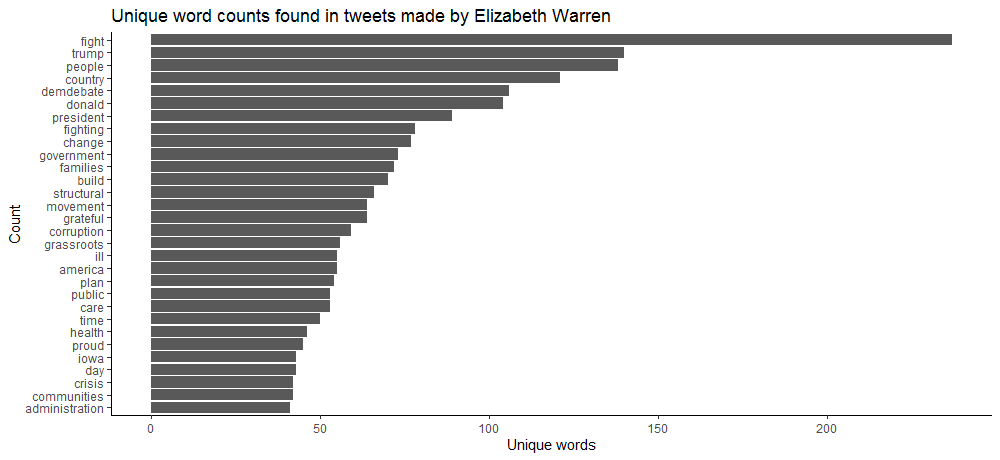 Unique word counts found in tweets made by Elizabeth Warren
fight
trump
people
country
demdebate
donald
president
fighting
change
government
families
build
structural
movement
grateful
corruption
grassroots
ill
america
plan
public
care
time
health
proud
iowa
day
crisis
communities
administration
Count
0 50 100 150 200
Unique words